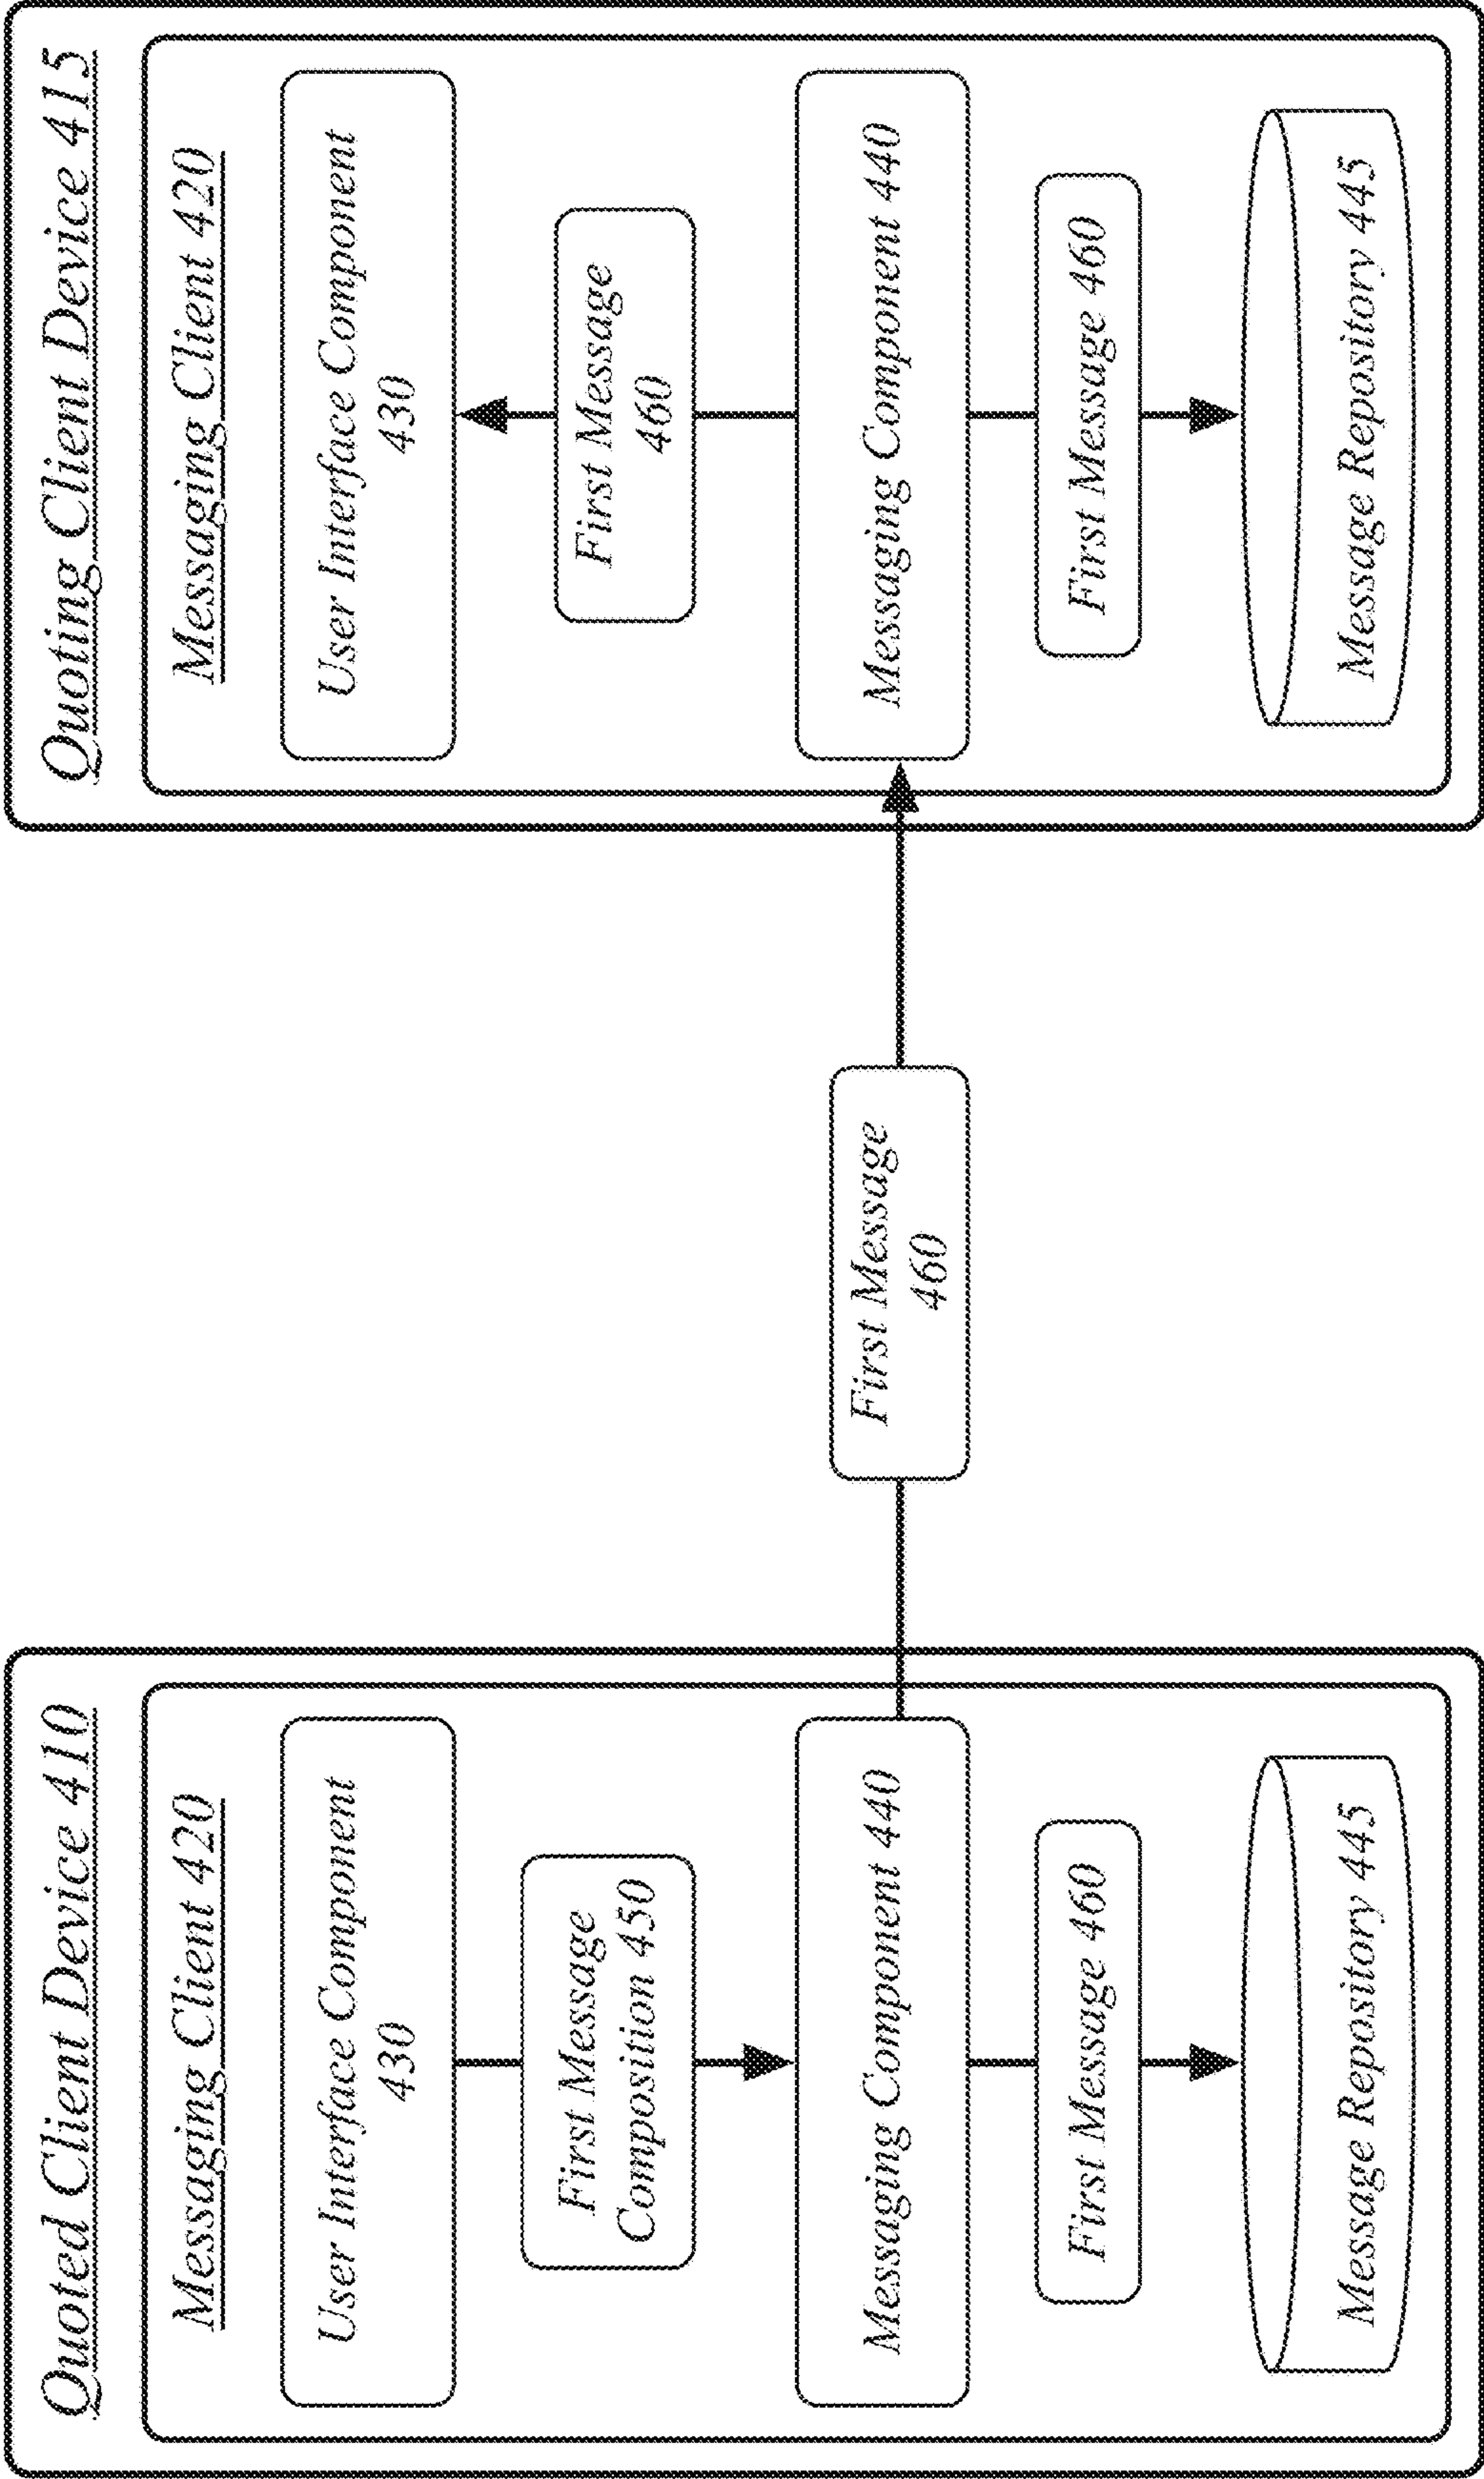 Quoted Client Device 410
Messaging Client 420
User Interface Component
430
First Message
Composition 450
Messaging Component 440
First Message 460
Message Repository 445
First Message
460
Quoting Client Device 415
Messaging Client 420
User Interface Component
430
First Message
460
Messaging Component 440
First Message 460
Message Repository 445